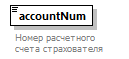 accountNum
Номер расчетного
счета страхователя